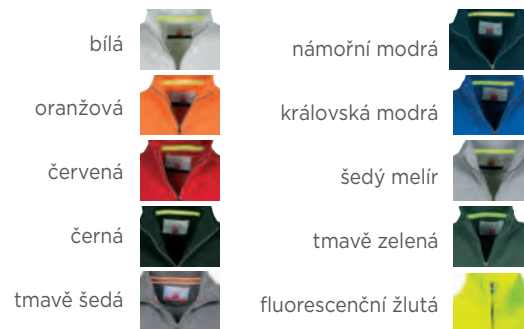 bílá
oranžová
červená
černá
tmavě šedá
námořní modrá
královská modrá
šedý melír
tmavě zelená
fluorescenční žlutá